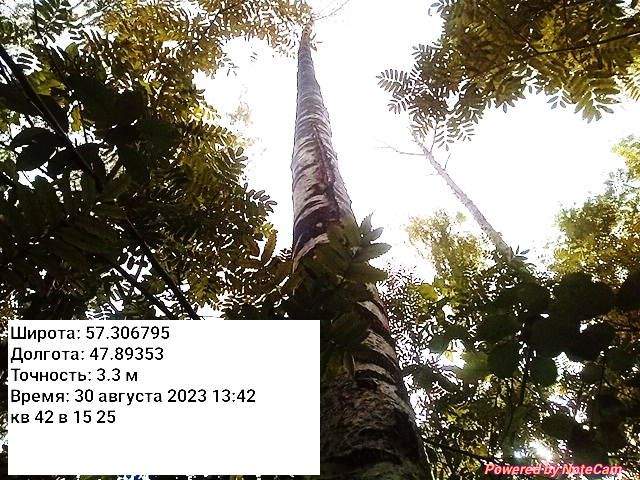 Широта: 57.306795
Долгота: 47.89353
Точность: 3.3 м
Время: 30 августа 2023 13:42
кв 42 в 15 25
Powered by NoteCam